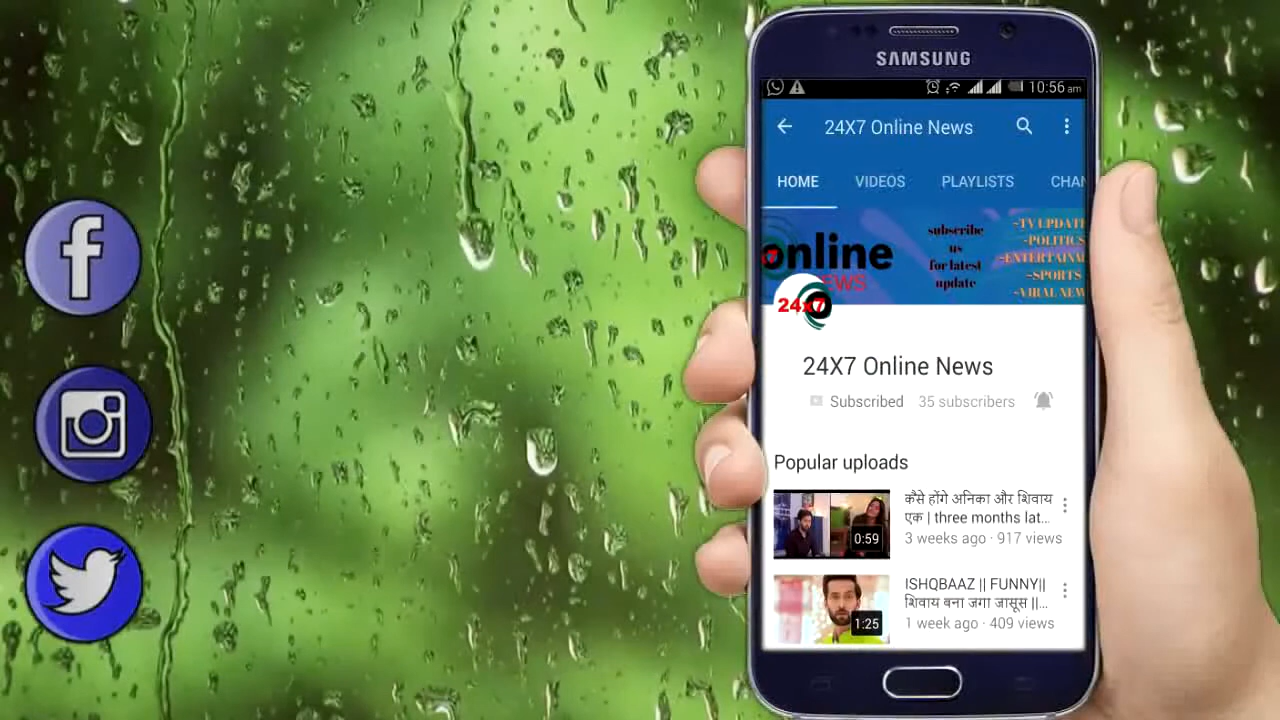 SAMSUNG
10:56 am
24X7 Online News
HOME VIDEOS PLAYLISTS CHAN
online
NEWS
subscribe
us
for latest
update
~TV UPDATE
~POLITICS
~ENTERTAINM
~SPORTS
~VIRAL NEW
24x7
24X7 Online News
Subscribed 35 subscribers
Popular uploads
0:59
कैसे होंगे अनिका और शिवाय
एक | three months lat...
3 weeks ago · 917 views
1:25
ISHQBAAZ || FUNNY||
शिवाय बना जगा जासूस ||...
1 week ago · 409 views